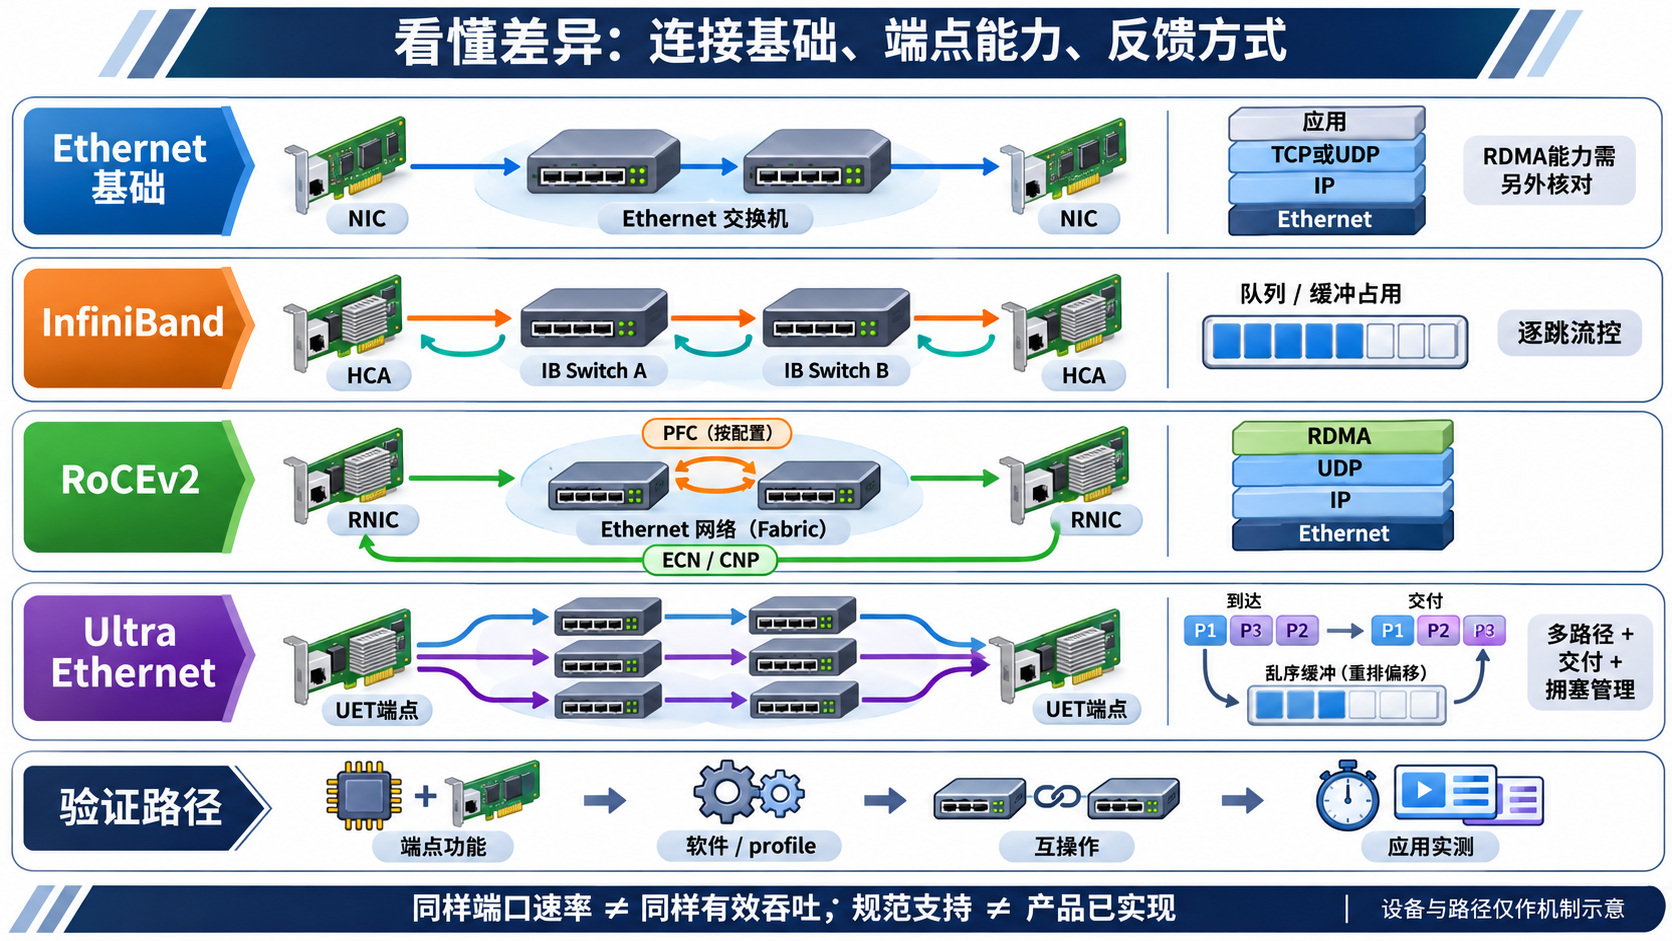 看懂差异：连接基础、端点能力、反馈方式
Ethernet
基础
NIC
Ethernet 交换机
NIC
应用
TCP或UDP
IP
Ethernet
RDMA能力需
另外核对
InfiniBand
HCA
IB Switch A
IB Switch B
HCA
队列 / 缓冲占用
逐跳流控
RoCEv2
RNIC
PFC（按配置）
Ethernet 网络（Fabric）
ECN / CNP
RNIC
RDMA
UDP
IP
Ethernet
Ultra
Ethernet
UET端点
UET端点
到达
交付
P1 P3 P2
P1 P2 P3
乱序缓冲（重排偏移）
多路径 +
交付 +
拥塞管理
验证路径
+
端点功能
软件 / profile
互操作
应用实测
同样端口速率 ≠ 同样有效吞吐；规范支持 ≠ 产品已实现
设备与路径仅作机制示意